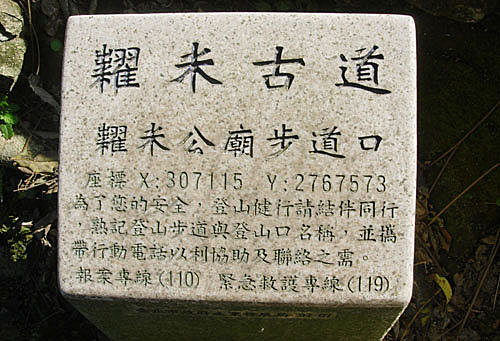 糶米古道
糶米公廟步道口
座標 X:307115 Y:2767573
為了您的安全，登山健行請結伴同行
，熟記登山步道與登山口名稱，並攜
帶行動電話以利協助及聯絡之需。
報案專線(110) 緊急救護專線(119)